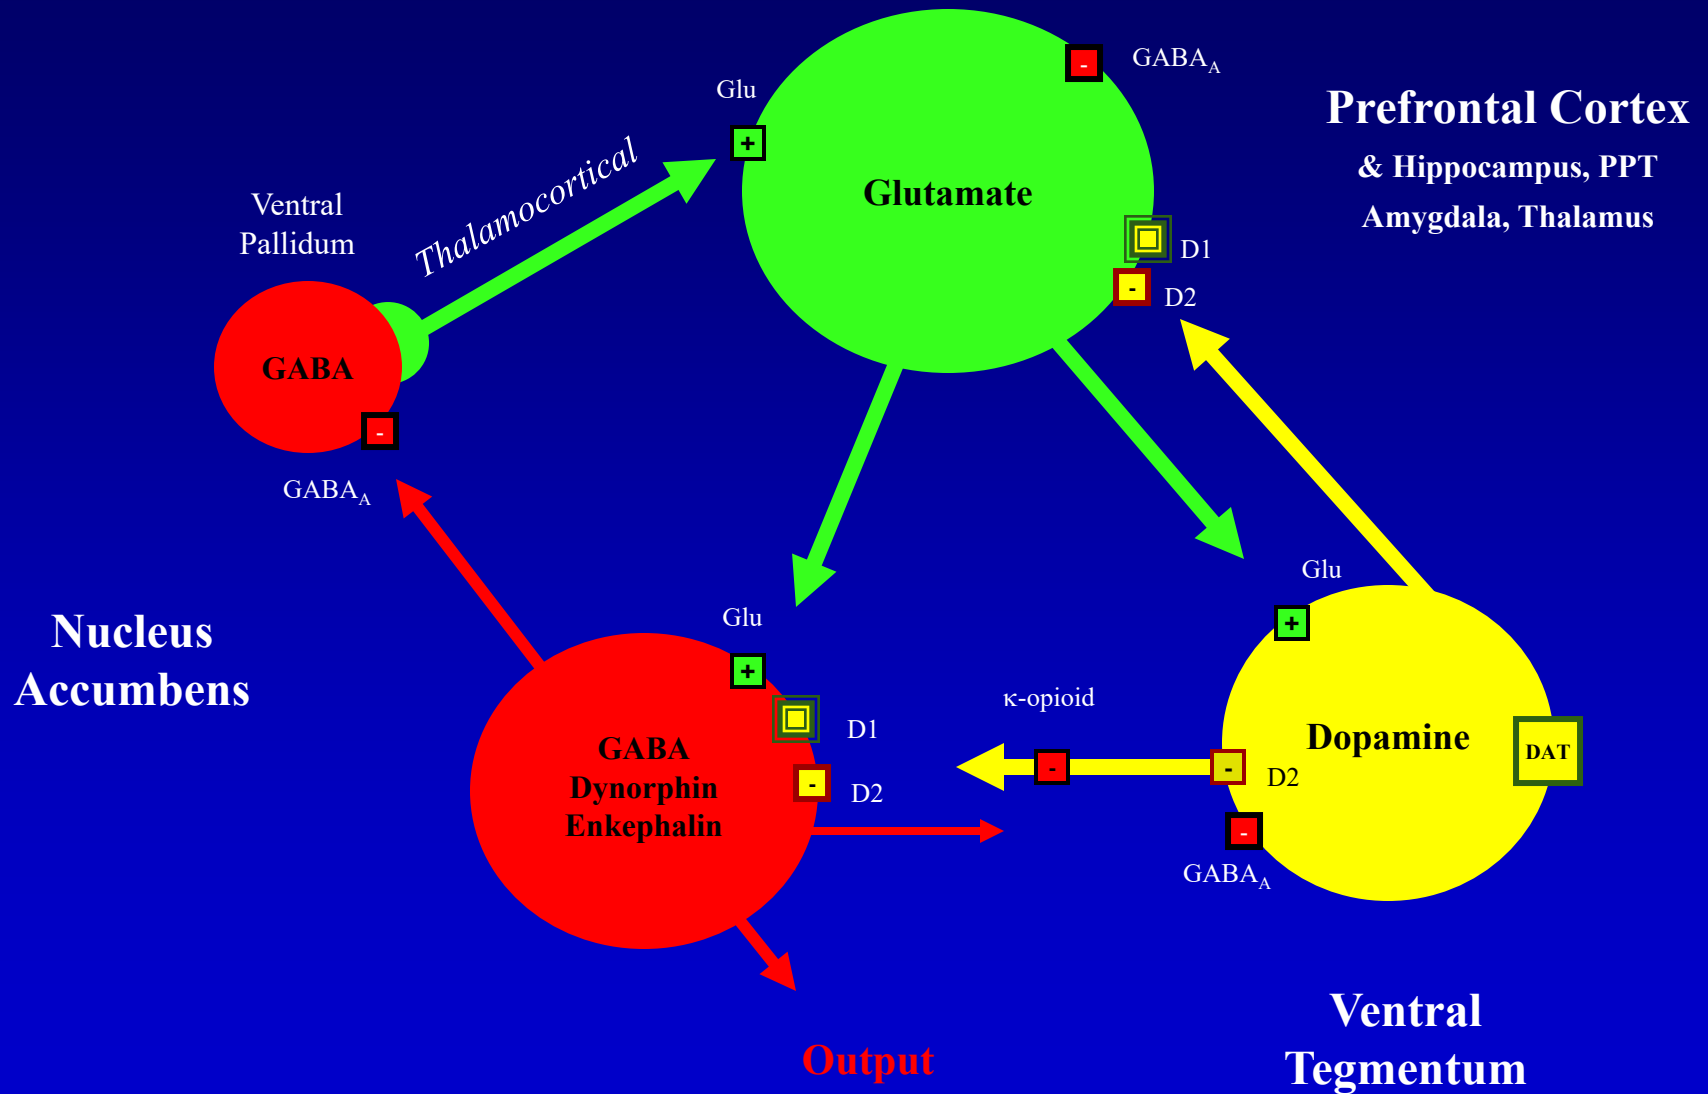 GABAA
Glu
+
-
Prefrontal Cortex
& Hippocampus, PPT
Amygdala, Thalamus
Thalamocortical
Glutamate
Ventral
Pallidum
D1
-
D2
GABA
-
GABAA
Glu
+
Nucleus
Accumbens
Glu
+
κ-opioid
D1
GABA
Dynorphin
Enkephalin
-
D2
-
-
D2
Dopamine
DAT
-
GABAA
Output
Ventral
Tegmentum